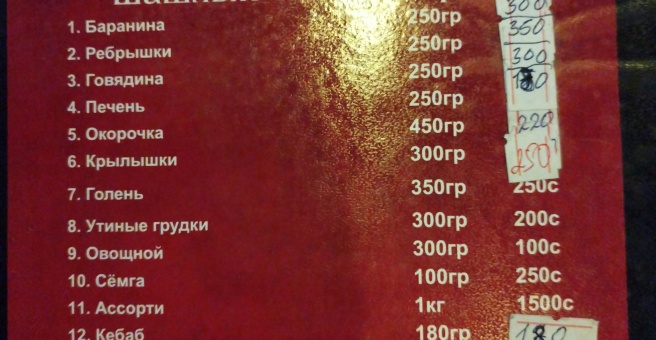 1. Баранина 250гр 300
2. Ребрышки 250гр 350
3. Говядина 250гр 300
4. Печень 250гр
5. Окорочка 450гр 220
6. Крылышки 300гр 250
7. Голень 350гр 250с
8. Утиные грудки 300гр 200с
9. Овощной 300гр 100с
10. Сёмга 100гр 250с
11. Ассорти 1кг 1500с
12. Кебаб 180гр 180